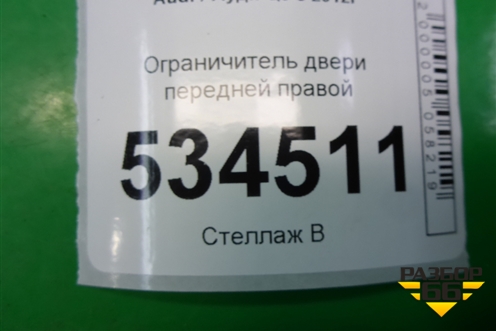 Ограничитель двери
передней правой
534511
Стеллаж В
2000005058219
РАЗБОР
66